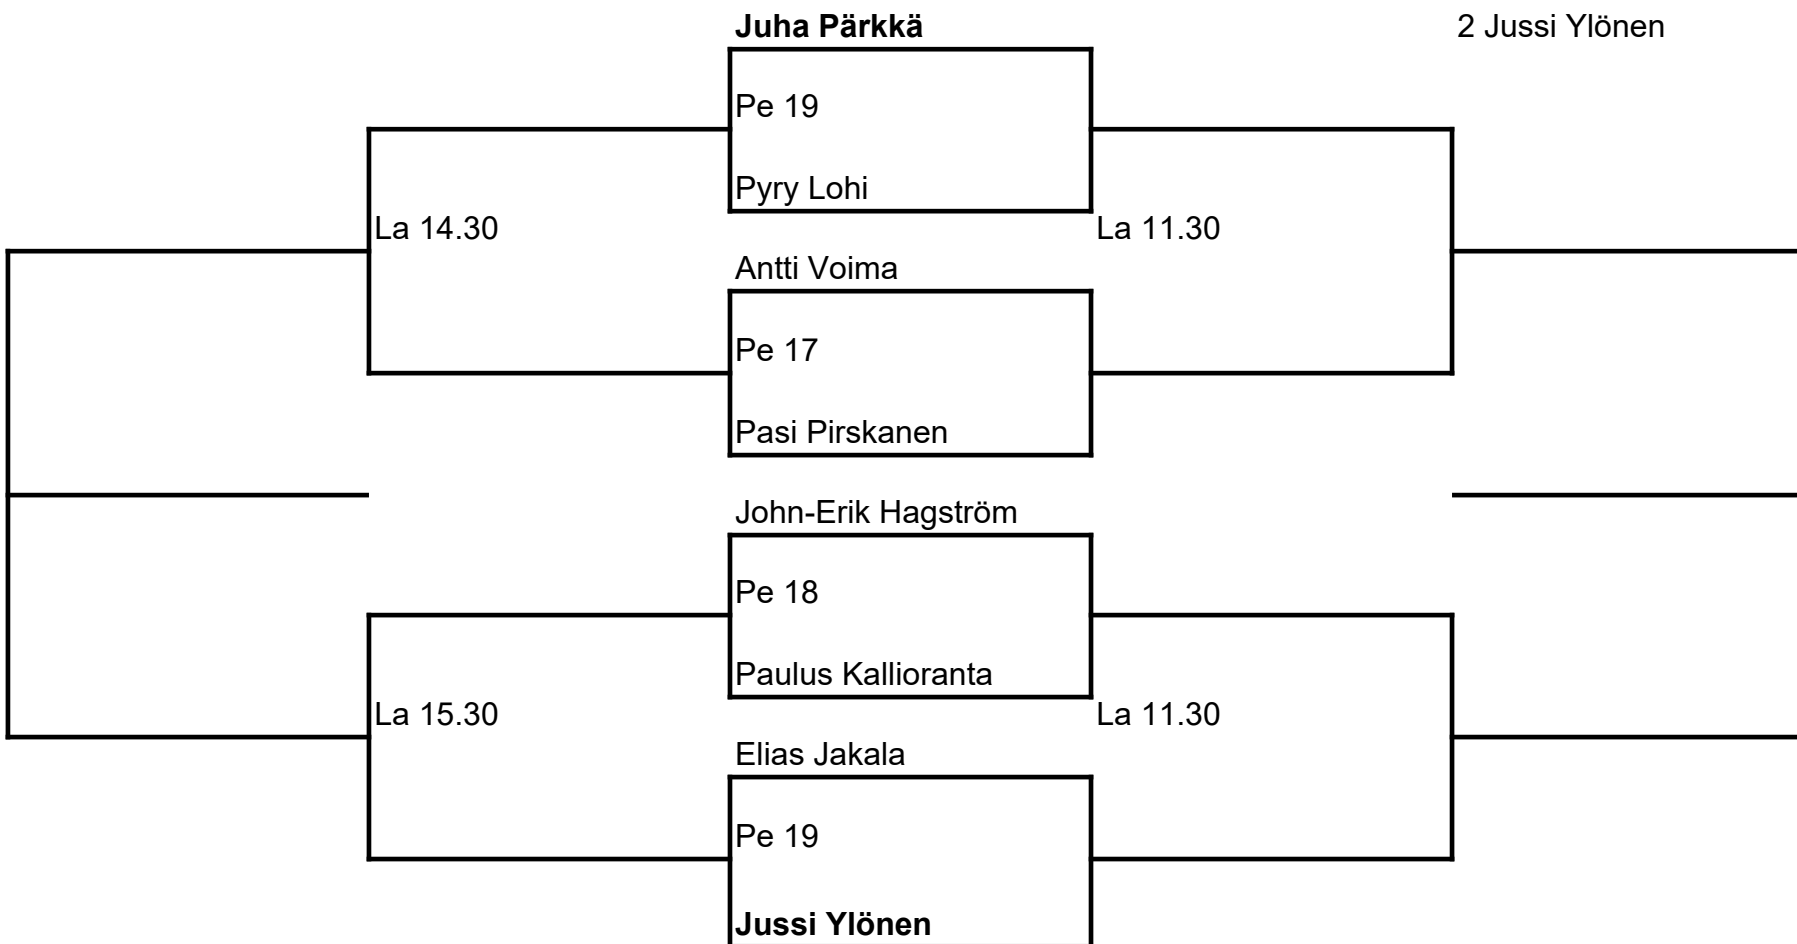 Juha Pärkkä
2 Jussi Ylönen
Pe 19
Pyry Lohi
La 14.30
La 11.30
Antti Voima
Pe 17
Pasi Pirskanen
John-Erik Hagström
Pe 18
Paulus Kallioranta
La 15.30
La 11.30
Elias Jakala
Pe 19
Jussi Ylönen